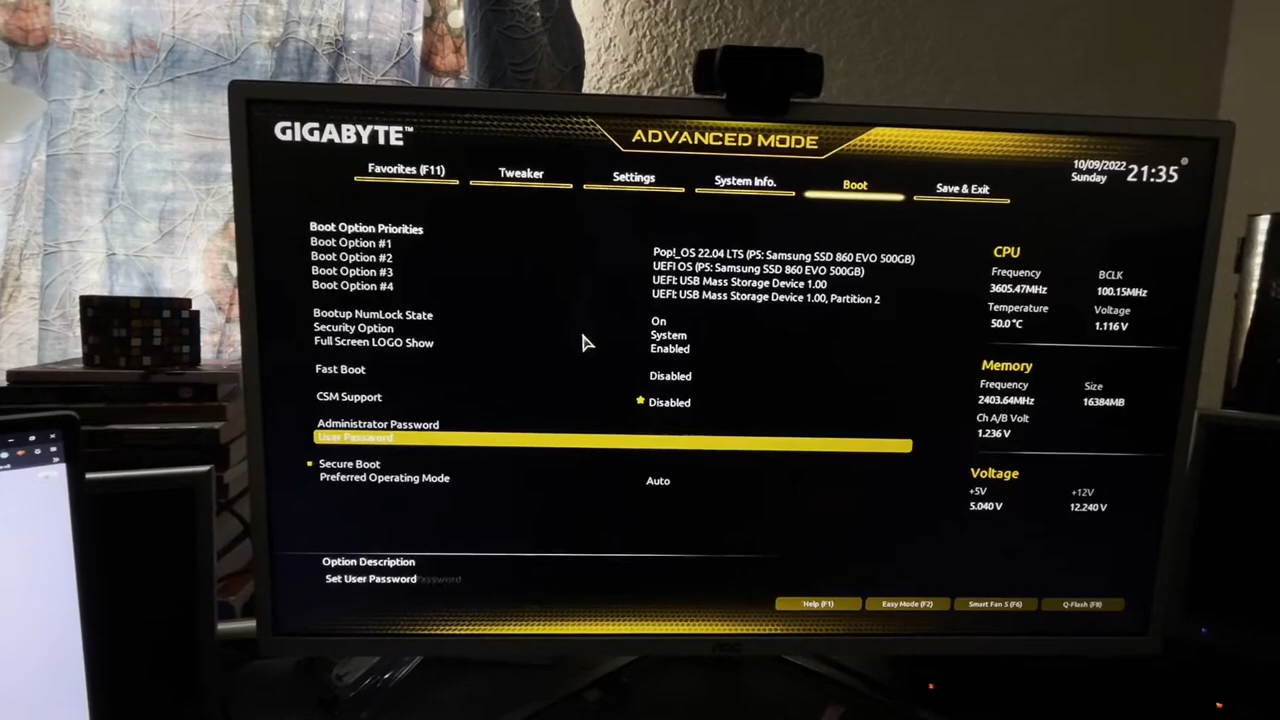 GIGABYTE™
ADVANCED MODE
Favorites (F11)
Tweaker
Settings
System Info.
Boot
Save & Exit
10/09/2022
Sunday
21:35
Boot Option Priorities
Boot Option #1
Pop!_OS 22.04 LTS (P5: Samsung SSD 860 EVO 500GB)
Boot Option #2
UEFI OS (P5: Samsung SSD 860 EVO 500GB)
Boot Option #3
UEFI: USB Mass Storage Device 1.00
Boot Option #4
UEFI: USB Mass Storage Device 1.00, Partition 2
Bootup NumLock State
On
Security Option
System
Full Screen LOGO Show
Enabled
Fast Boot
Disabled
CSM Support
Disabled
Administrator Password
User Password
Secure Boot
Preferred Operating Mode
Auto
CPU
Frequency
BCLK
3605.47MHz
100.15MHz
Temperature
Voltage
50.0 °C
1.116 V
Memory
Frequency
Size
2403.64MHz
16384MB
Ch A/B Volt
1.236 V
Voltage
+5V
+12V
5.040 V
12.240 V
Option Description
Set User Password
Help (F1)
Easy Mode (F2)
Smart Fan 5 (F6)
Q-Flash (F8)
AOC